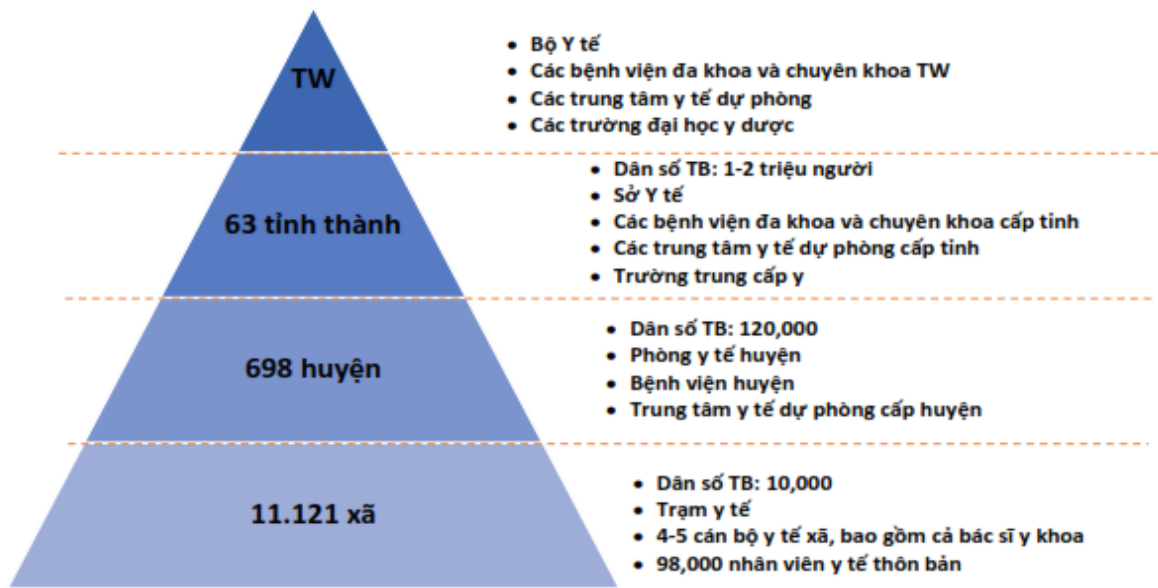 TW
• Bộ Y tế
• Các bệnh viện đa khoa và chuyên khoa TW
• Các trung tâm y tế dự phòng
• Các trường đại học y dược
63 tỉnh thành
• Dân số TB: 1-2 triệu người
• Sở Y tế
• Các bệnh viện đa khoa và chuyên khoa cấp tỉnh
• Các trung tâm y tế dự phòng cấp tỉnh
• Trường trung cấp y
698 huyện
• Dân số TB: 120,000
• Phòng y tế huyện
• Bệnh viện huyện
• Trung tâm y tế dự phòng cấp huyện
11.121 xã
• Dân số TB: 10,000
• Trạm y tế
• 4-5 cán bộ y tế xã, bao gồm cả bác sĩ y khoa
• 98,000 nhân viên y tế thôn bản